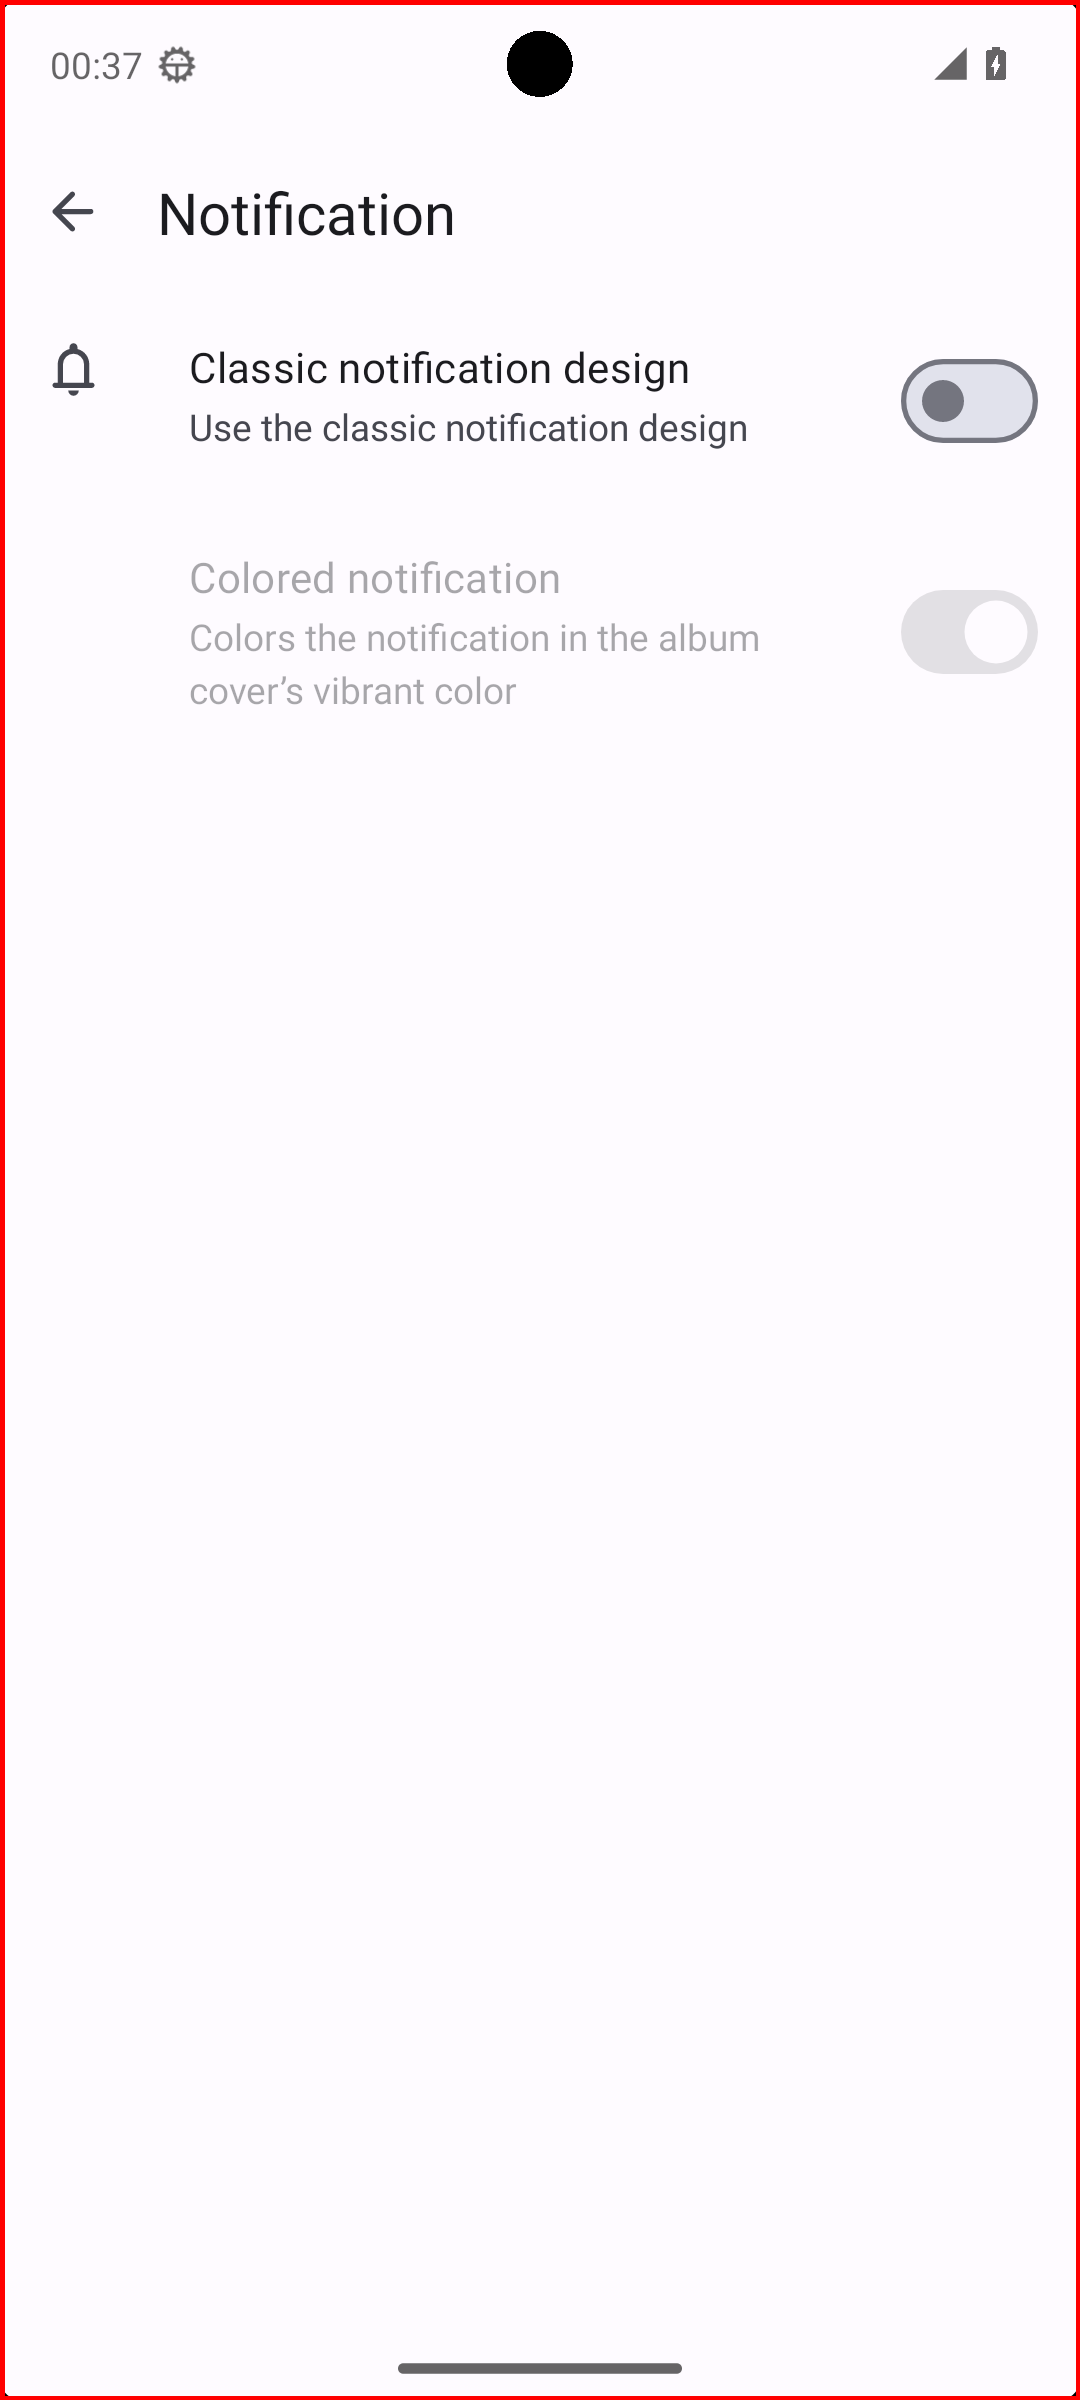 00:37
Notification
Classic notification design
Use the classic notification design
Colored notification
Colors the notification in the album
cover’s vibrant color